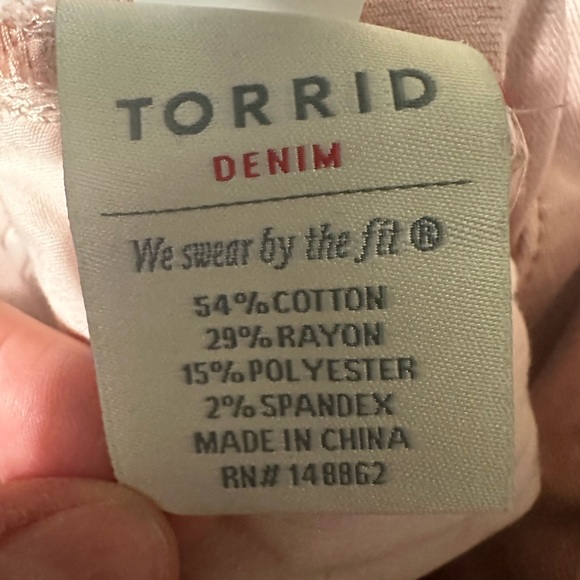 TORRID
DENIM
We swear by the fit®
54% COTTON
29% RAYON
15% POLYESTER
2% SPANDEX
MADE IN CHINA
RN# 148862